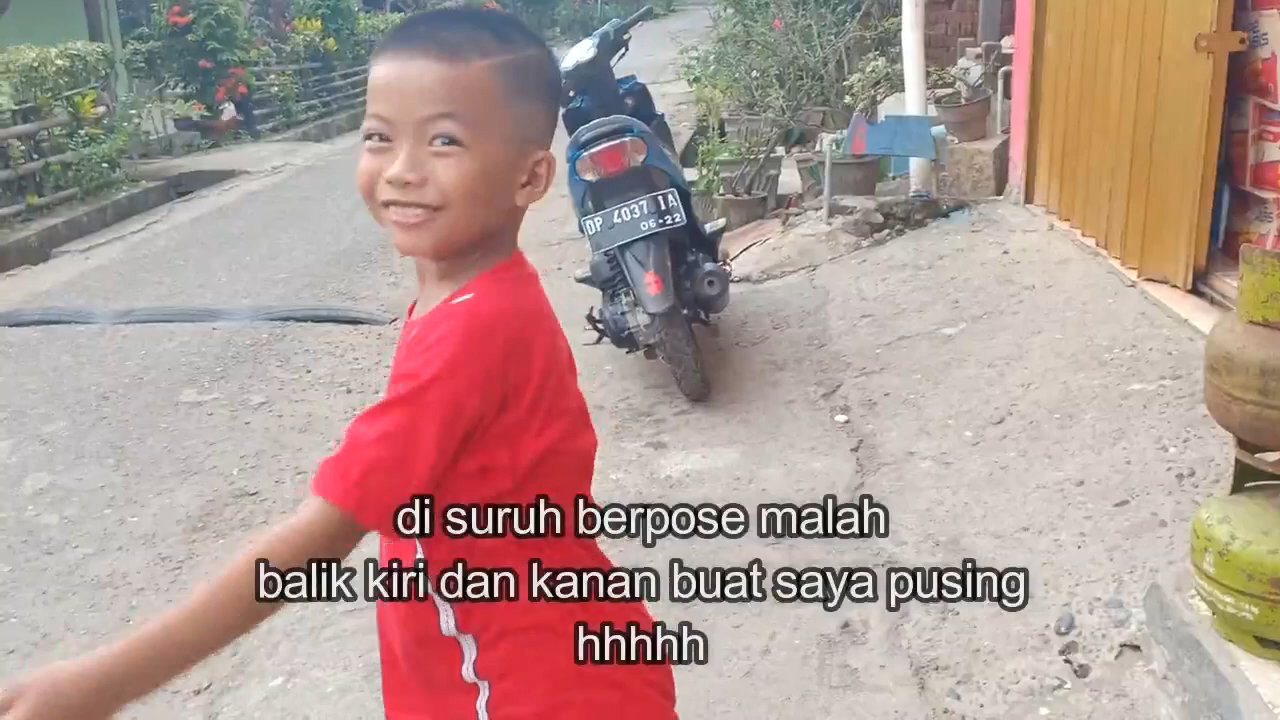 DP 4037 IA
06-22
di suruh berpose malah
balik kiri dan kanan buat saya pusing
hhhhh